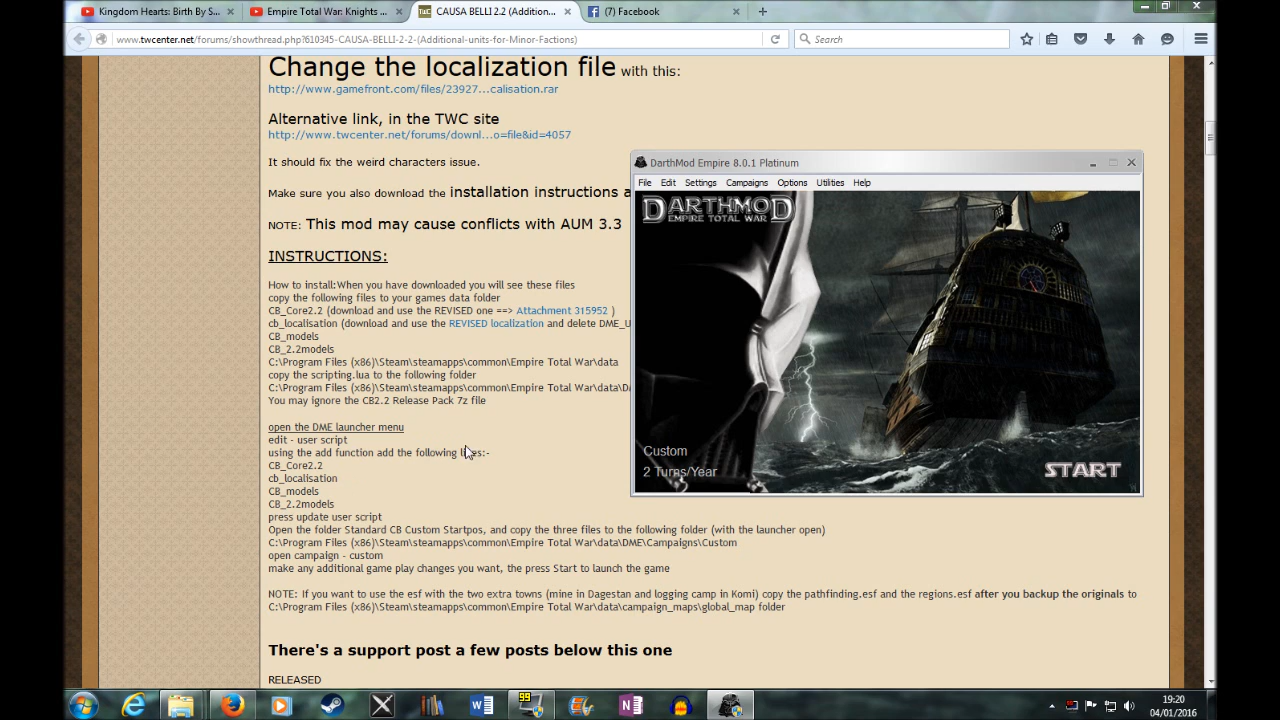 Kingdom Hearts: Birth By S...
Empire Total War: Knights ...
TWC
CAUSA BELLI 2.2 (Addition...
(7) Facebook
www.twcenter.net/forums/showthread.php?610345-CAUSA-BELLI-2-2-(Additional-units-for-Minor-Factions)
Search
Change the localization file with this:
http://www.gamefront.com/files/23927...calisation.rar
Alternative link, in the TWC site
http://www.twcenter.net/forums/downl...o=file&id=4057
It should fix the weird characters issue.
Make sure you also download the installation instructions a
NOTE: This mod may cause conflicts with AUM 3.3
INSTRUCTIONS:
How to install:When you have downloaded you will see these files
copy the following files to your games data folder
CB_Core2.2 (download and use the REVISED one ==> Attachment 315952 )
cb_localisation (download and use the REVISED localization and delete DME_U
CB_models
CB_2.2models
C:\Program Files (x86)\Steam\steamapps\common\Empire Total War\data
copy the scripting.lua to the following folder
C:\Program Files (x86)\Steam\steamapps\common\Empire Total War\data\D
You may ignore the CB2.2 Release Pack 7z file
open the DME launcher menu
edit - user script
using the add function add the following lines:-
CB_Core2.2
cb_localisation
CB_models
CB_2.2models
press update user script
Open the folder Standard CB Custom Startpos, and copy the three files to the following folder (with the launcher open)
C:\Program Files (x86)\Steam\steamapps\common\Empire Total War\data\DME\Campaigns\Custom
open campaign - custom
make any additional game play changes you want, the press Start to launch the game
NOTE: If you want to use the esf with the two extra towns (mine in Dagestan and logging camp in Komi) copy the pathfinding.esf and the regions.esf after you backup the originals to
C:\Program Files (x86)\Steam\steamapps\common\Empire Total War\data\campaign_maps\global_map folder
There's a support post a few posts below this one
RELEASED
DarthMod Empire 8.0.1 Platinum
File Edit Settings Campaigns Options Utilities Help
DARTHMOD
EMPIRE TOTAL WAR
Custom
2 Turns/Year
START
99
19:20
04/01/2016